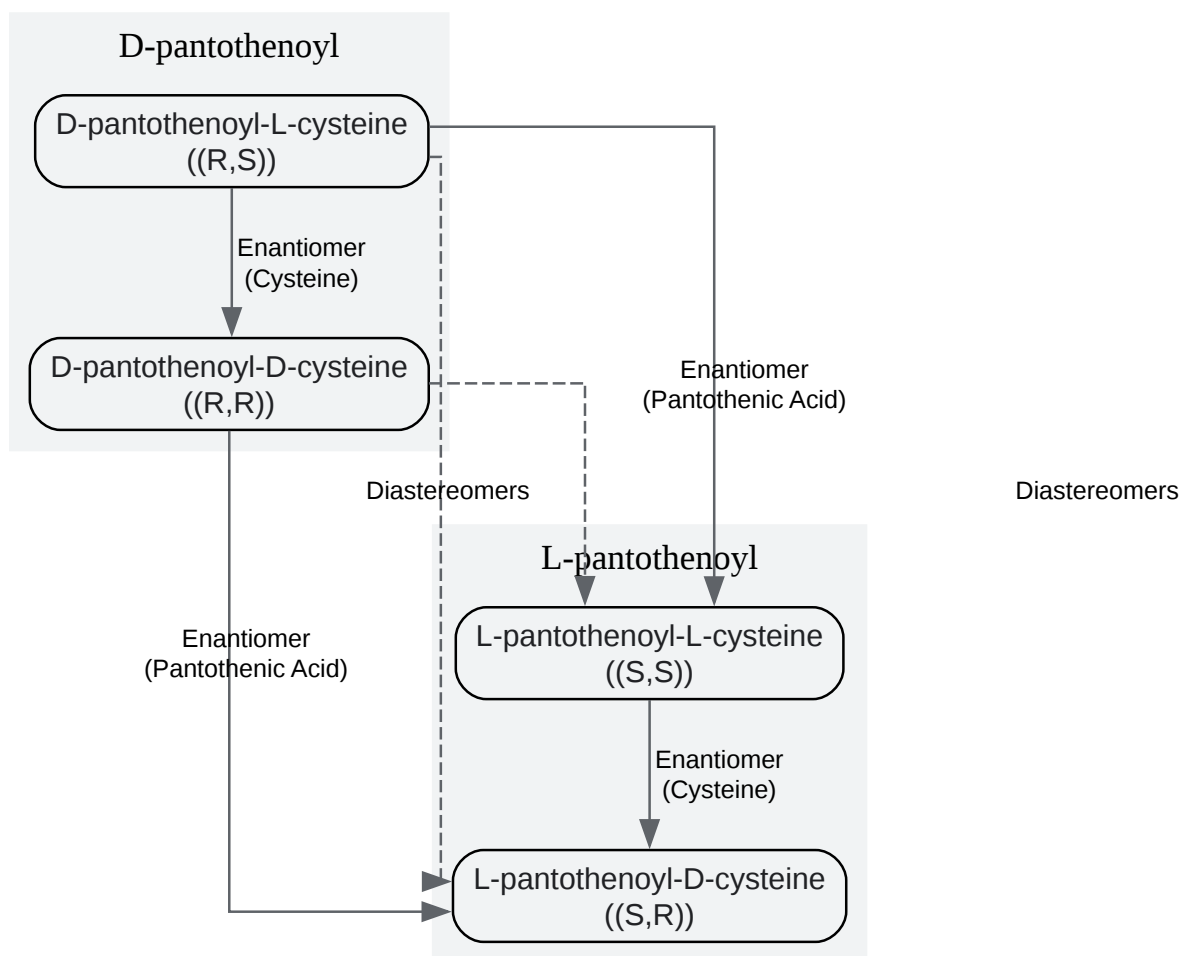 D-pantothenoyl
D-pantothenoyl-L-cysteine
((R,S))
Enantiomer
(Cysteine)
D-pantothenoyl-D-cysteine
((R,R))
Enantiomer
(Pantothenic Acid)
Diastereomers
Diastereomers
L-pantothenoyl
L-pantothenoyl-L-cysteine
((S,S))
Enantiomer
(Pantothenic Acid)
Enantiomer
(Cysteine)
L-pantothenoyl-D-cysteine
((S,R))